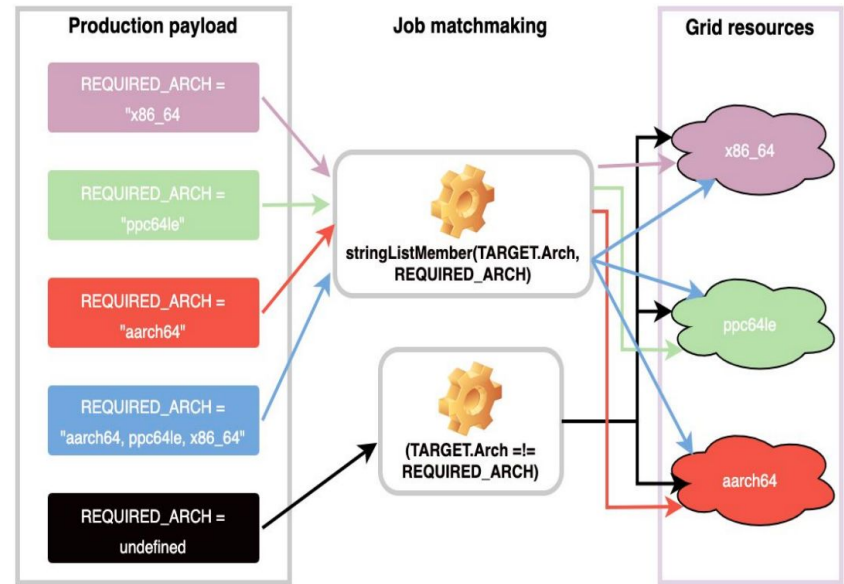 Production payload
Job matchmaking
Grid resources
REQUIRED_ARCH =
"x86_64
REQUIRED_ARCH =
"ppc64le"
REQUIRED_ARCH =
"aarch64"
REQUIRED_ARCH =
"aarch64, ppc64le, x86_64"
REQUIRED_ARCH =
undefined
stringListMember(TARGET.Arch,
REQUIRED_ARCH)
(TARGET.Arch =!=
REQUIRED_ARCH)
x86_64
ppc64le
aarch64